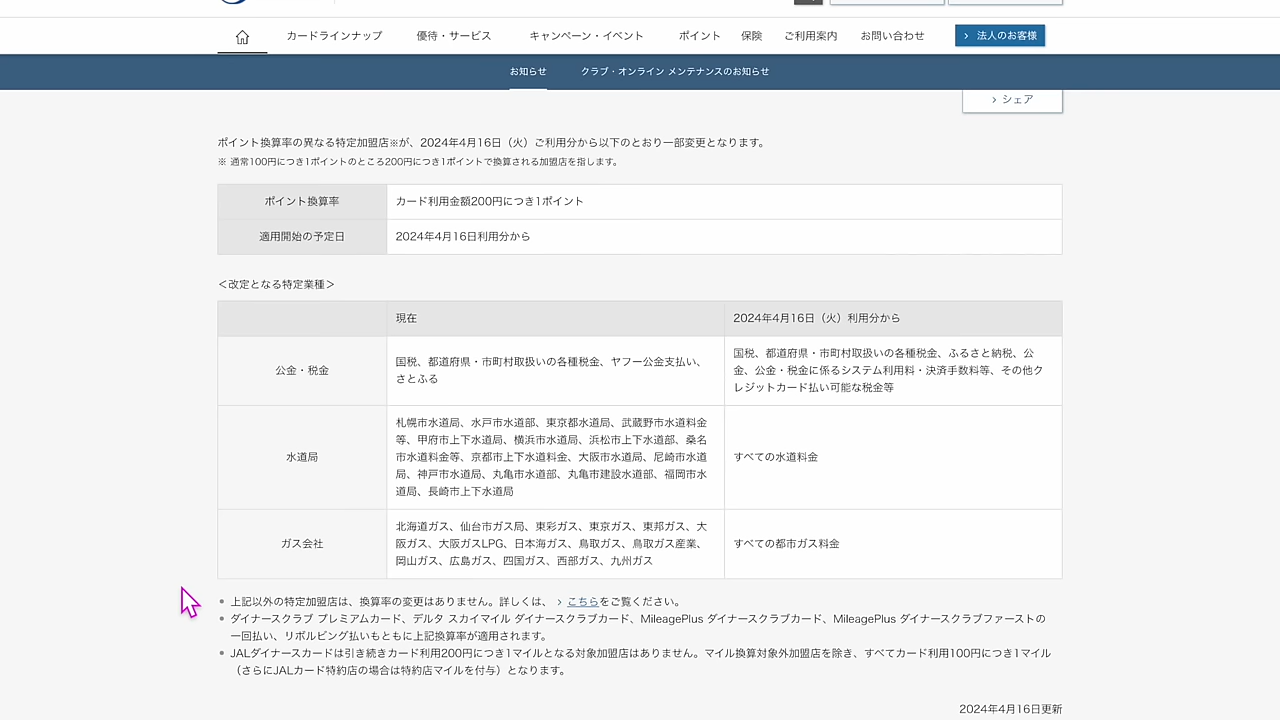 カードラインナップ
優待・サービス
キャンペーン・イベント
ポイント
保険
ご利用案内
お問い合わせ
法人のお客様
お知らせ
クラブ・オンライン メンテナンスのお知らせ
シェア
ポイント換算率の異なる特定加盟店※が、2024年4月16日（火）ご利用分から以下のとおり一部変更となります。
※ 通常100円につき1ポイントのところ200円につき1ポイントで換算される加盟店を指します。
ポイント換算率
カード利用金額200円につき1ポイント
適用開始の予定日
2024年4月16日利用分から
＜改定となる特定業種＞
現在
2024年4月16日（火）利用分から
公金・税金
国税、都道府県・市町村取扱いの各種税金、ヤフー公金支払い、
さとふる
国税、都道府県・市町村取扱いの各種税金、ふるさと納税、公
金、公金・税金に係るシステム利用料・決済手数料等、その他ク
レジットカード払い可能な税金等
水道局
札幌市水道局、水戸市水道部、東京都水道局、武蔵野市水道料金
等、甲府市上下水道局、横浜市水道局、浜松市上下水道部、桑名
市水道料金等、京都市上下水道料金、大阪市水道局、尼崎市水道
局、神戸市水道局、丸亀市水道部、丸亀市建設水道部、福岡市水
道局、長崎市上下水道局
すべての水道料金
ガス会社
北海道ガス、仙台市ガス局、東彩ガス、東京ガス、東邦ガス、大
阪ガス、大阪ガスLPG、日本海ガス、鳥取ガス、鳥取ガス産業、
岡山ガス、広島ガス、四国ガス、西部ガス、九州ガス
すべての都市ガス料金
上記以外の特定加盟店は、換算率の変更はありません。詳しくは、 > こちらをご覧ください。
ダイナースクラブ プレミアムカード、デルタ スカイマイル ダイナースクラブカード、MileagePlus ダイナースクラブカード、MileagePlus ダイナースクラブファーストの
一回払い、リボルビング払いもともに上記換算率が適用されます。
JALダイナースカードは引き続きカード利用200円につき1マイルとなる対象加盟店はありません。マイル換算対象外加盟店を除き、すべてカード利用100円につき1マイル
（さらにJALカード特約店の場合は特約店マイルを付与）となります。
2024年4月16日更新